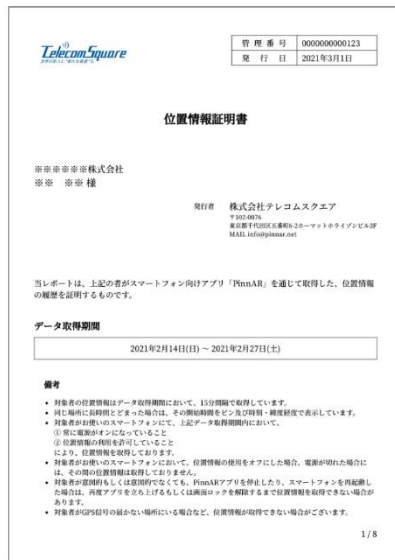 TelecomSquare
管理番号 0000000000123
発行日 2021年3月1日
位置情報証明書
※※※※※※株式会社
※※ ※※ 様
発行者 株式会社テレコムスクエア
〒102-0076
東京都千代田区五番町6-2ホーマットホライゾンビル3F
MAIL info@pinnar.net
当レポートは、上記の者がスマートフォン向けアプリ「PinnAR」を通じて取得した、位置情報
の履歴を証明するものです。
データ取得期間
2021年2月14日(日) ～ 2021年2月27日(土)
備考
• 対象者の位置情報はデータ取得期間において、15分間隔で取得しています。
• 同じ場所に長時間とどまった場合は、その開始時間をピン及び時刻・緯度経度で表示しています。
• 対象者がお使いのスマートフォンにて、上記データ取得期間内において、
① 常に電源がオンになっていること
② 位置情報の利用を許可していること
により、位置情報を取得しております。
• 対象者がお使いのスマートフォンにおいて、位置情報の使用をオフにした場合、電源が切れた場合に
は、その間の位置情報は取得しておりません。
• 対象者が意図的もしくは意図的でなくても、PinnARアプリを停止したり、スマートフォンを再起動し
た場合は、再度アプリを立ち上げるもしくは画面ロックを解除するまで位置情報を取得できない場合が
あります。
• 対象者がGPS信号の届かない場所にいる場合など、位置情報が取得できない場合がございます。
1 / 8